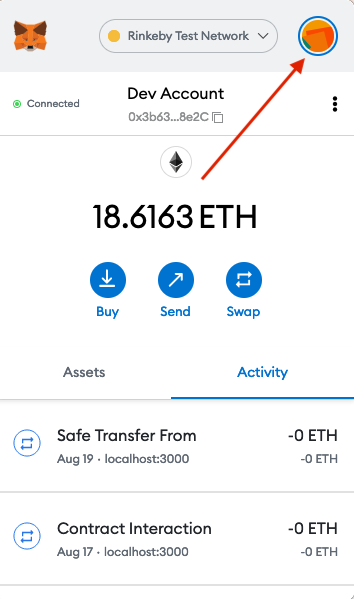 Rinkeby Test Network
Connected
Dev Account
0x3b63...8e2C
18.6163 ETH
Buy
Send
Swap
Assets
Activity
Safe Transfer From
-0 ETH
Aug 19 · localhost:3000
-0 ETH
Contract Interaction
-0 ETH
Aug 17 · localhost:3000
-0 ETH